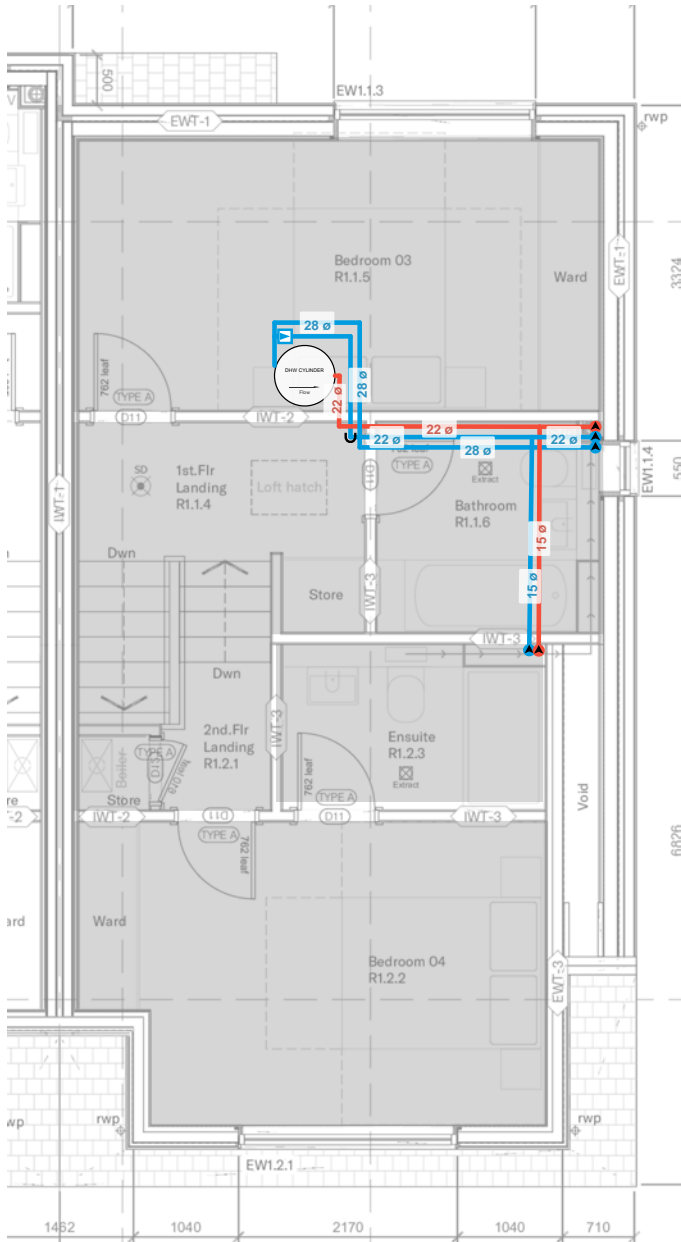 500
EW1.1.3
EWT-1
rwp
V
Bedroom 03
R1.1.5
Ward
EWT-1
3324
28 ø
V
DHW CYLINDER
Flow
28 ø
22 ø
762 leaf
TYPE A
D11
IWT-2
22 ø
22 ø
28 ø
22 ø
EW1.1.4
550
SD
1st.Flr
Landing
R1.1.4
Loft hatch
D11
TYPE A
Extract
Bathroom
R1.1.6
IWT-1
Dwn
15 ø
15 ø
Store
IWT-3
IWT-3
Dwn
2nd.Flr
Landing
R1.2.1
IWT-3
Ensuite
R1.2.3
Extract
762 leaf
TYPE A
D11
Boiler
TYPE A
D13
Store
Void
IWT-2
D11
TYPE A
762 leaf
IWT-3
6826
Ward
Bedroom 04
R1.2.2
EWT-3
rwp
rwp
EW1.2.1
1462
1040
2170
1040
710